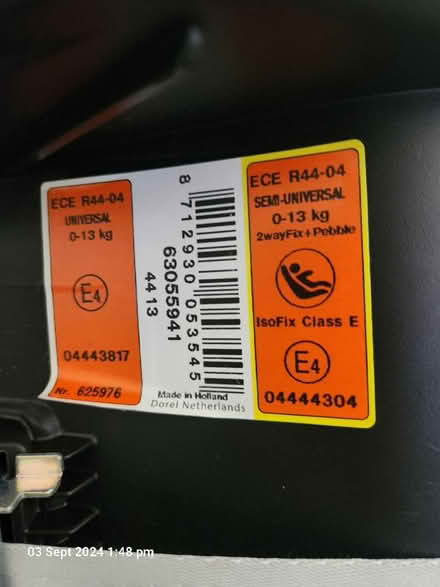 ECE R44-04
UNIVERSAL
0-13 kg
E4
04443817
Nr. 625976
8 712930 053545
63055941
44 13
Made in Holland
Dorel Netherlands
ECE R44-04
SEMI-UNIVERSAL
0-13 kg
2wayFix+Pebble
IsoFix Class E
E4
04444304
03 Sept 2024 1:48 pm